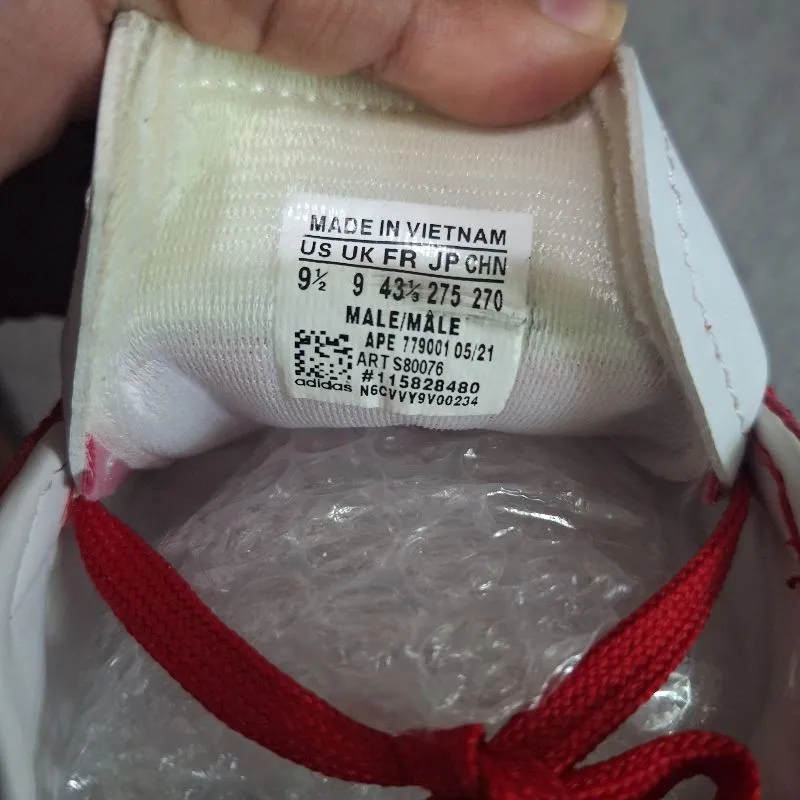 MADE IN VIETNAM
US UK FR JP CHN
9½ 9 43⅓ 275 270
MALE/MÂLE
APE 779001 05/21
ART S80076
#115828480
adidas N6CVVY9V00234